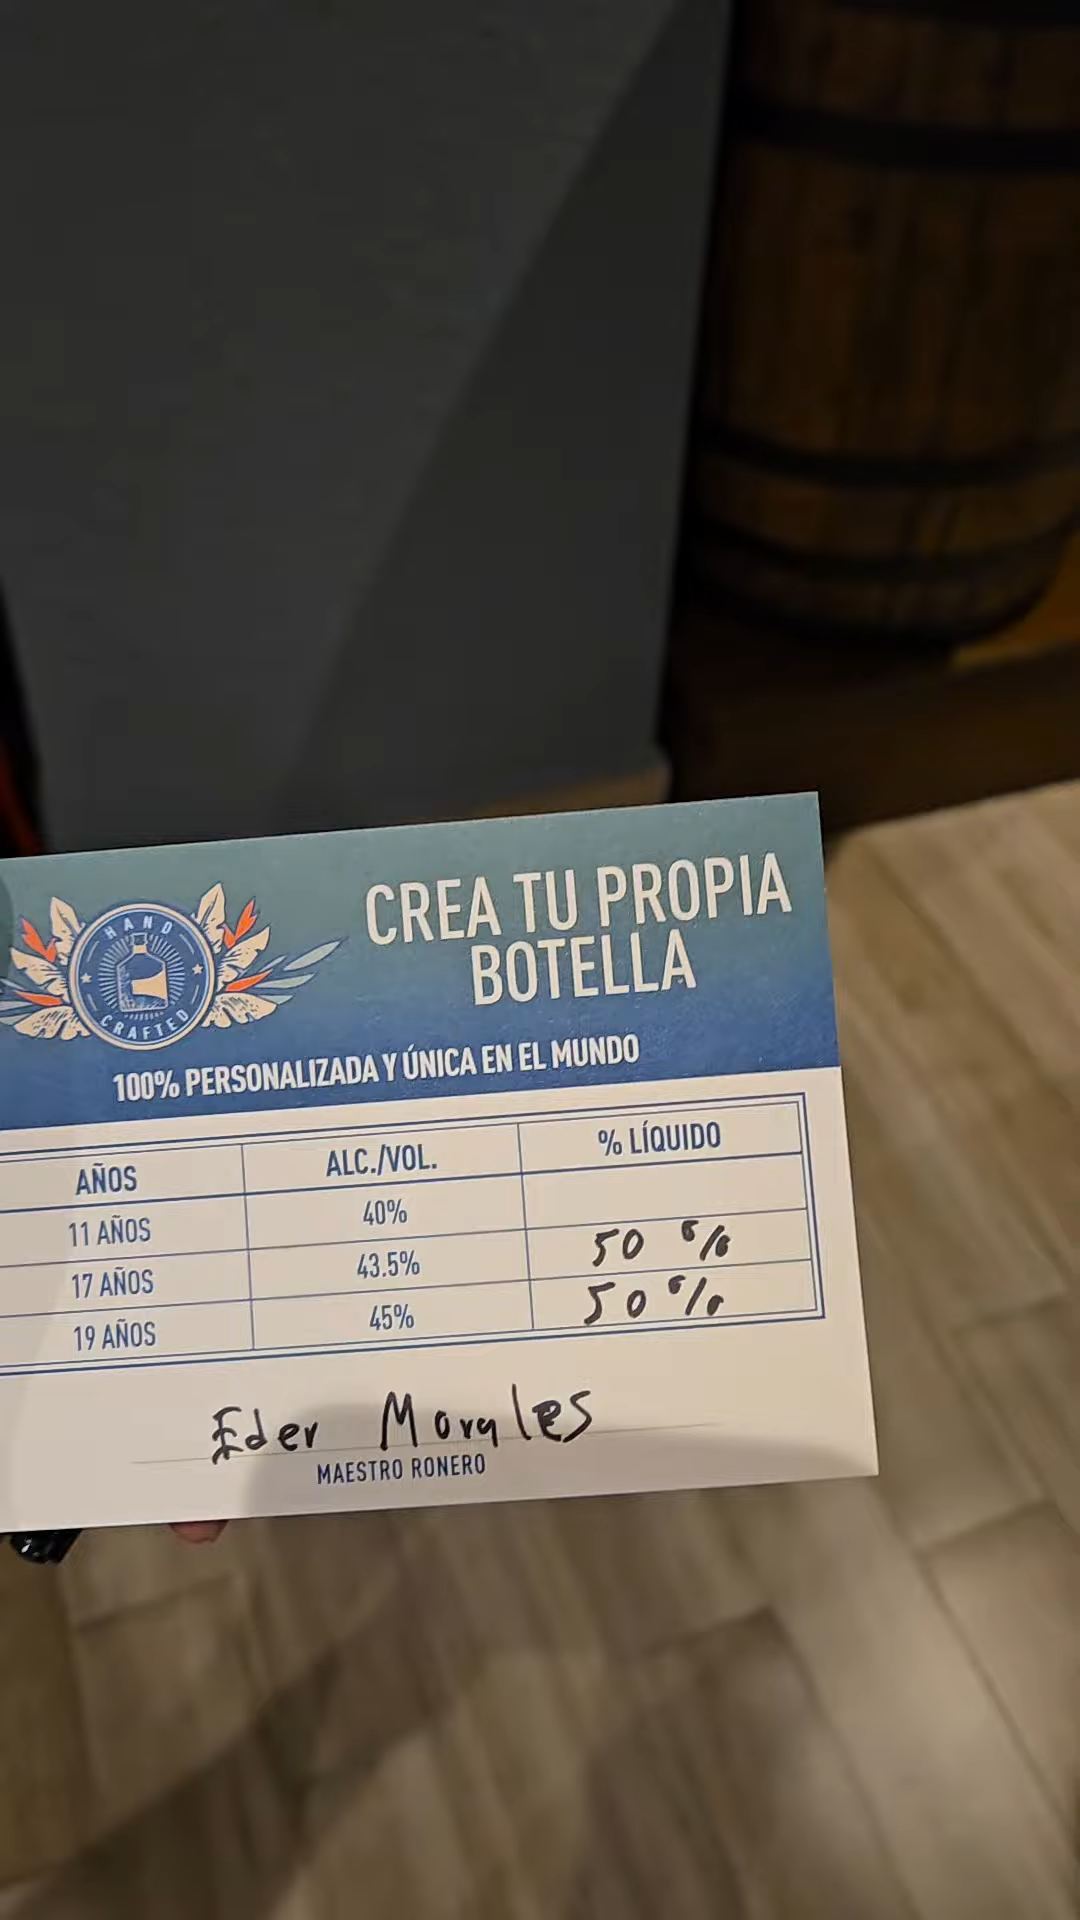 HAND
CRAFTED
CREA TU PROPIA
BOTELLA
100% PERSONALIZADA Y ÚNICA EN EL MUNDO
AÑOS ALC./VOL. % LÍQUIDO
11 AÑOS 40%
17 AÑOS 43.5% 50 %
19 AÑOS 45% 50 %
Eder Morales
MAESTRO RONERO